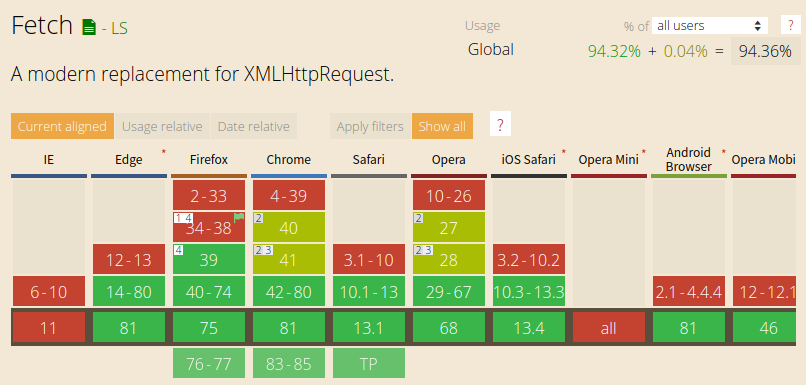 Fetch - LS
Usage % of all users ?
Global 94.32% + 0.04% = 94.36%
A modern replacement for XMLHttpRequest.
Current aligned Usage relative Date relative Apply filters Show all ?
IE Edge * Firefox Chrome Safari Opera iOS Safari * Opera Mini * Android Browser * Opera Mobi
2 - 33 4 - 39 10 - 26
1 4 34 - 38 2 40 2 27
12 - 13 4 39 2 3 41 3.1 - 10 2 3 28 3.2 - 10.2
6 - 10 14 - 80 40 - 74 42 - 80 10.1 - 13 29 - 67 10.3 - 13.3 2.1 - 4.4.4 12 - 12.1
11 81 75 81 13.1 68 13.4 all 81 46
76 - 77 83 - 85 TP